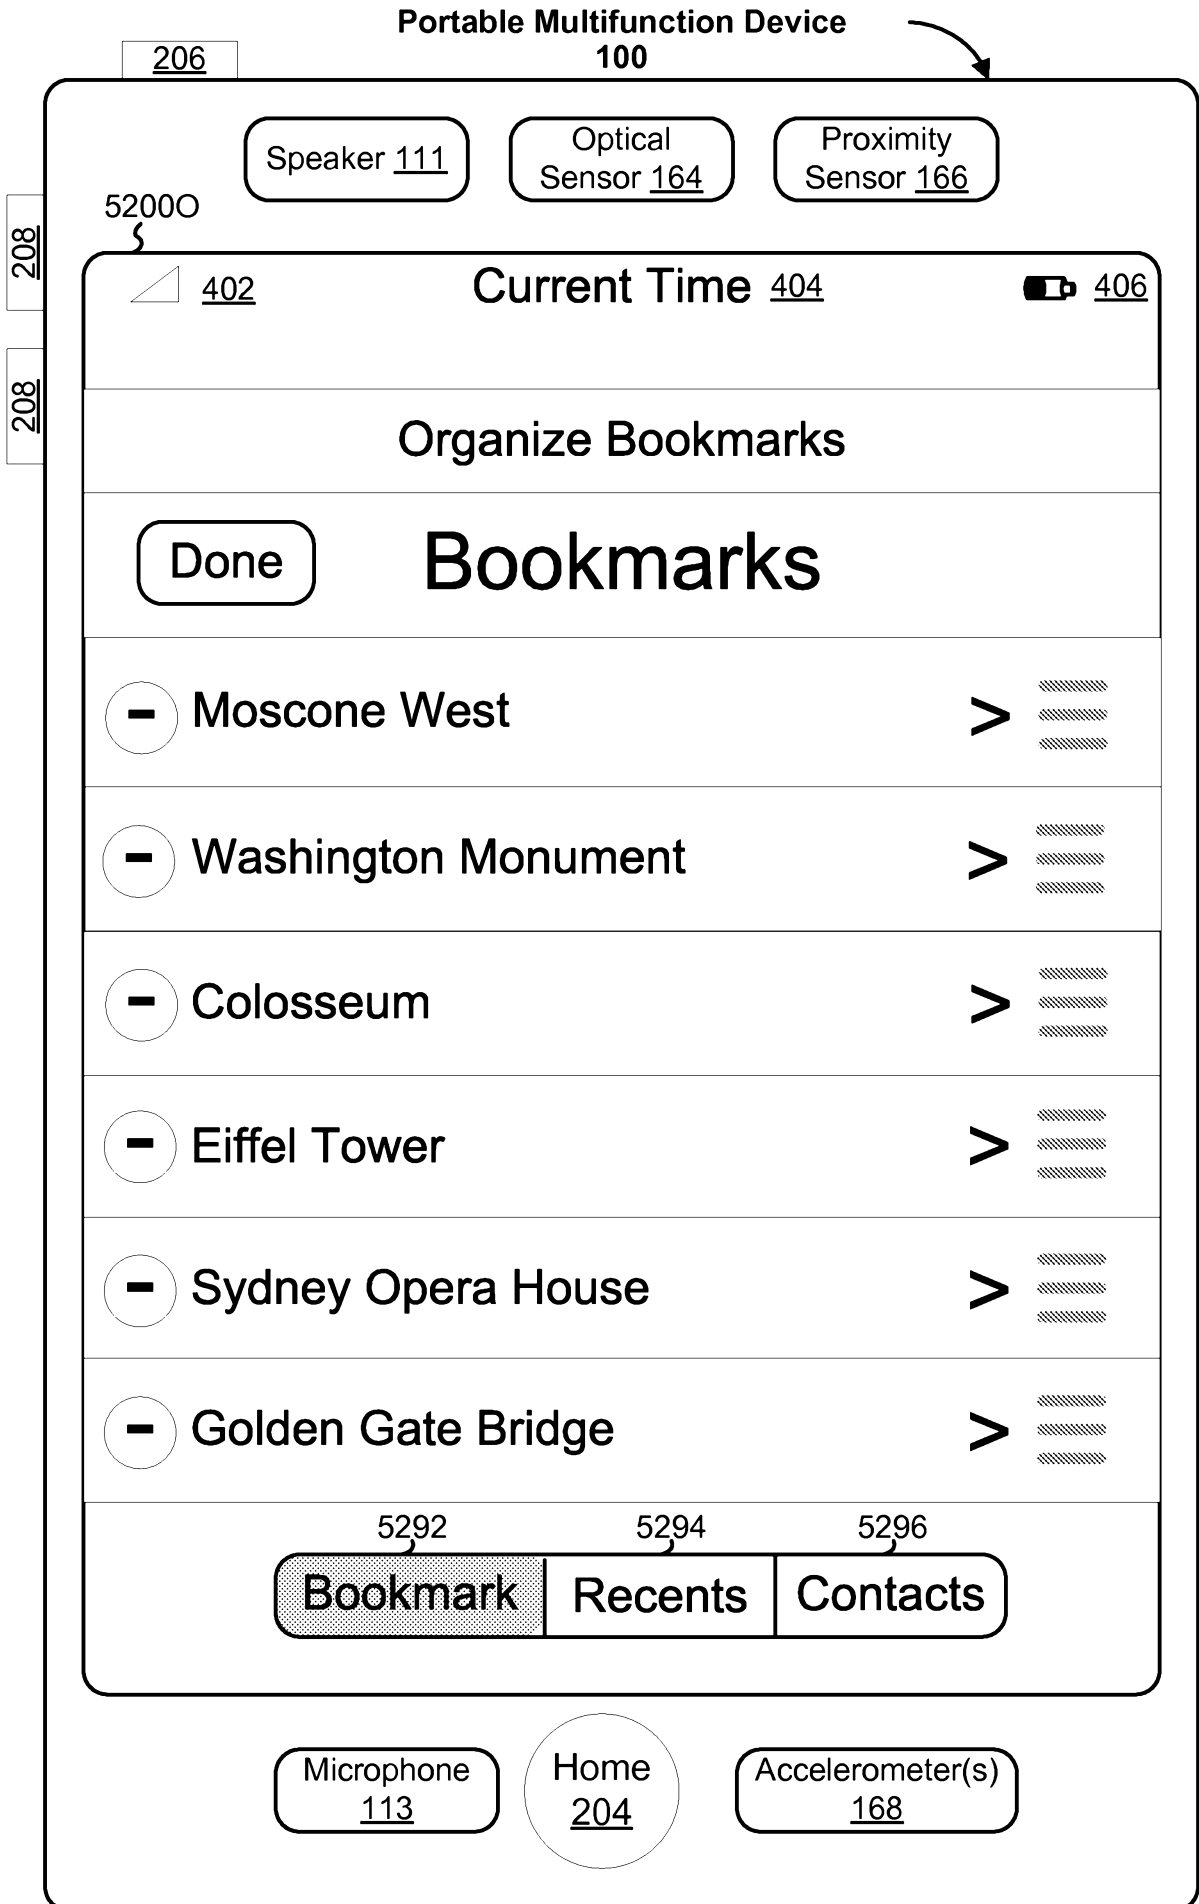 Portable Multifunction Device
100
206
Speaker 111
Optical
Sensor 164
Proximity
Sensor 166
208
5200O
402
Current Time 404
406
208
Organize Bookmarks
Done
Bookmarks
- Moscone West >
- Washington Monument >
- Colosseum >
- Eiffel Tower >
- Sydney Opera House >
- Golden Gate Bridge >
5292
5294
5296
Bookmark
Recents
Contacts
Microphone
113
Home
204
Accelerometer(s)
168